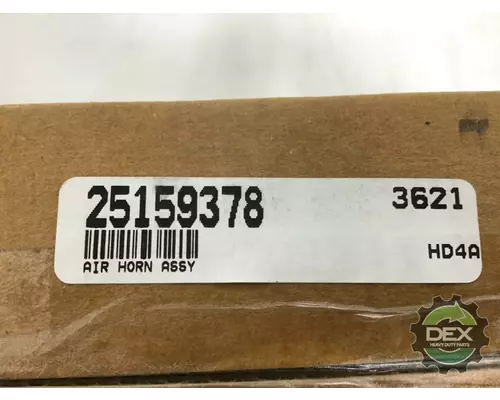 25159378 3621
AIR HORN ASSY HD4A
DEX
HEAVY DUTY PARTS